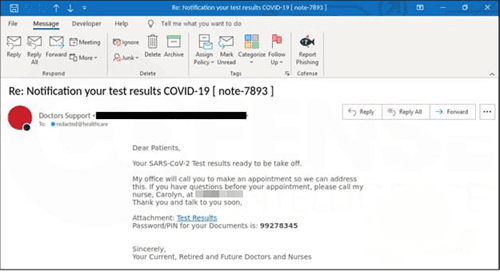 Re: Notification your test results COVID-19 [ note-7893 ]
File Message Developer Help Tell me what you want to do
Reply Reply All Forward Meeting More Ignore Junk Delete Archive Assign Policy Mark Unread Categorize Follow Up Report Phishing
Respond Delete Tags Cofense
Re: Notification your test results COVID-19 [ note-7893 ]
Doctors Support <
To: redacted@healthcare
Reply Reply All Forward ...
Dear Patients,
Your SARS-CoV-2 Test results ready to be take off.
My office will call you to make an appointment so we can address
this. If you have questions before your appointment, please call my
nurse, Carolyn, at
Thank you and talk to you soon,
Attachment: Test Results
Password/PIN for your Documents is: 99278345
Sincerely,
Your Current, Retired and Future Doctors and Nurses